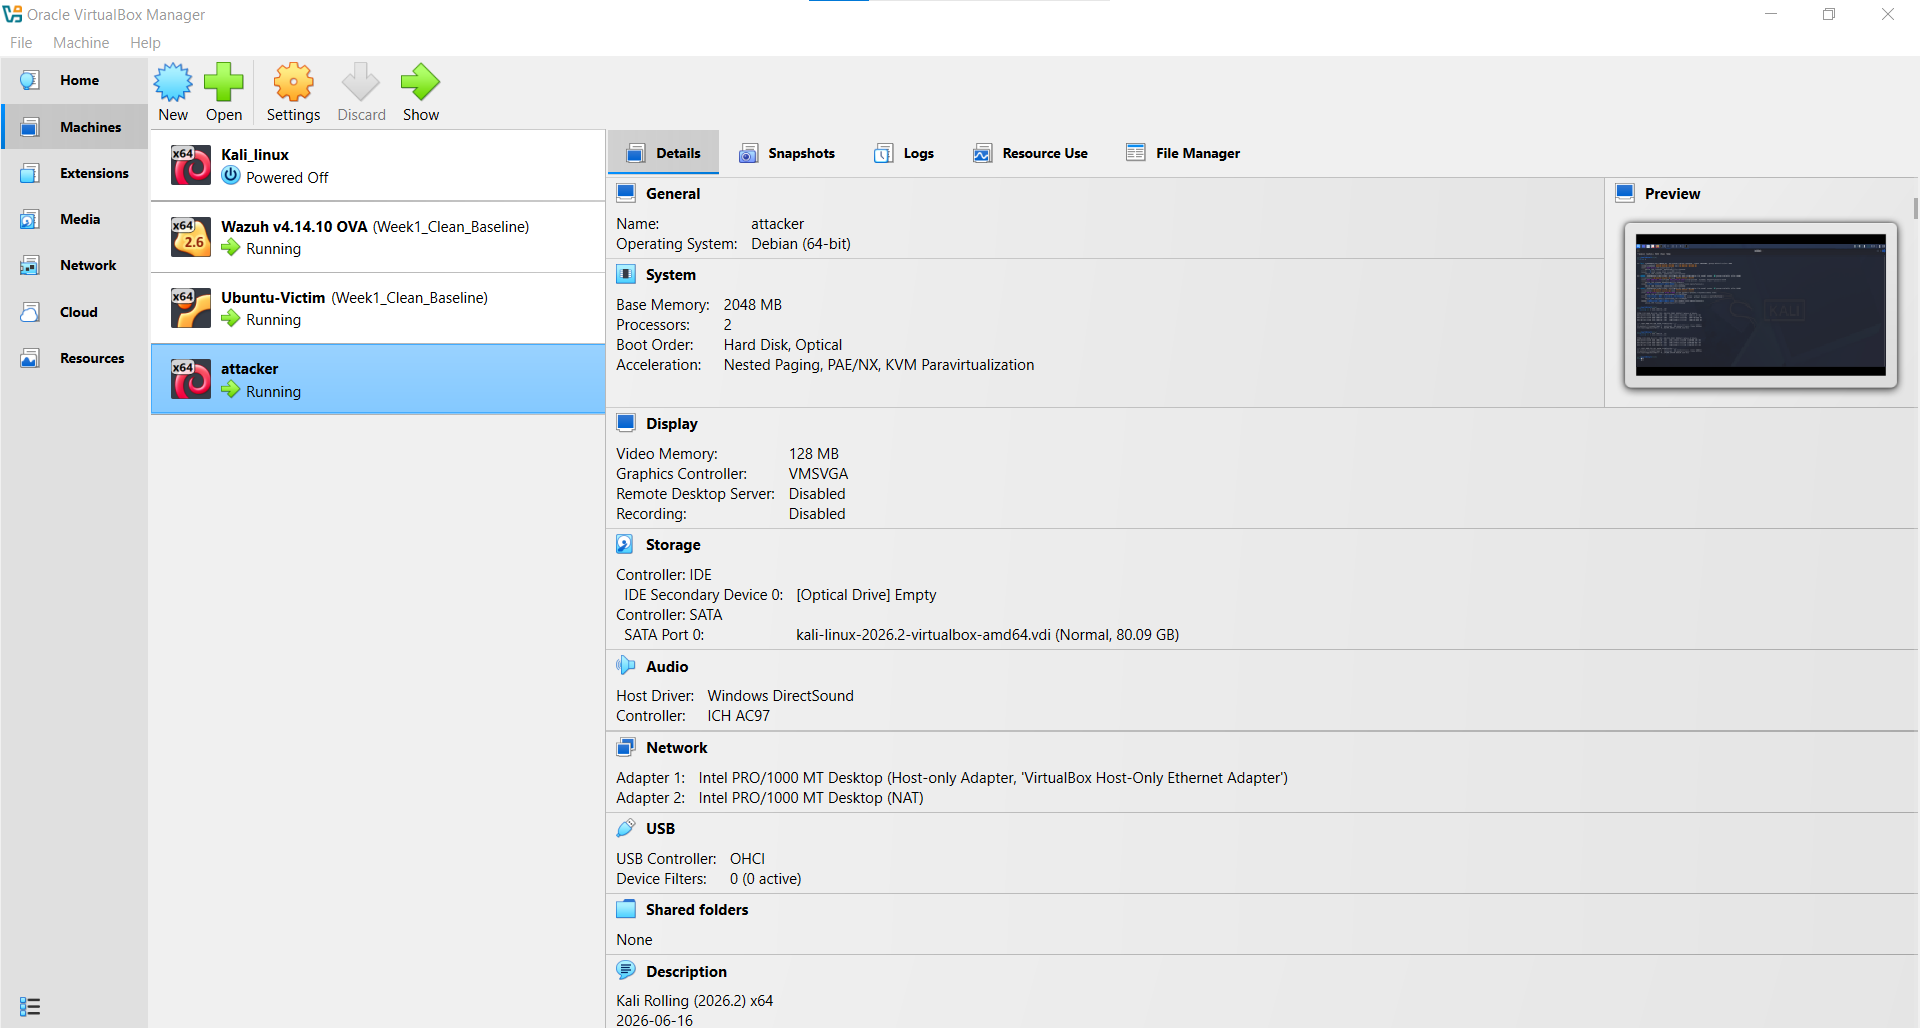 Oracle VirtualBox Manager
File Machine Help
Home
Machines
Extensions
Media
Network
Cloud
Resources
New Open Settings Discard Show
x64 Kali_linux
Powered Off
x64 2.6 Wazuh v4.14.10 OVA (Week1_Clean_Baseline)
Running
x64 Ubuntu-Victim (Week1_Clean_Baseline)
Running
x64 attacker
Running
Details Snapshots Logs Resource Use File Manager
General
Name: attacker
Operating System: Debian (64-bit)
System
Base Memory: 2048 MB
Processors: 2
Boot Order: Hard Disk, Optical
Acceleration: Nested Paging, PAE/NX, KVM Paravirtualization
Preview
KALI
Display
Video Memory: 128 MB
Graphics Controller: VMSVGA
Remote Desktop Server: Disabled
Recording: Disabled
Storage
Controller: IDE
IDE Secondary Device 0: [Optical Drive] Empty
Controller: SATA
SATA Port 0: kali-linux-2026.2-virtualbox-amd64.vdi (Normal, 80.09 GB)
Audio
Host Driver: Windows DirectSound
Controller: ICH AC97
Network
Adapter 1: Intel PRO/1000 MT Desktop (Host-only Adapter, 'VirtualBox Host-Only Ethernet Adapter')
Adapter 2: Intel PRO/1000 MT Desktop (NAT)
USB
USB Controller: OHCI
Device Filters: 0 (0 active)
Shared folders
None
Description
Kali Rolling (2026.2) x64
2026-06-16